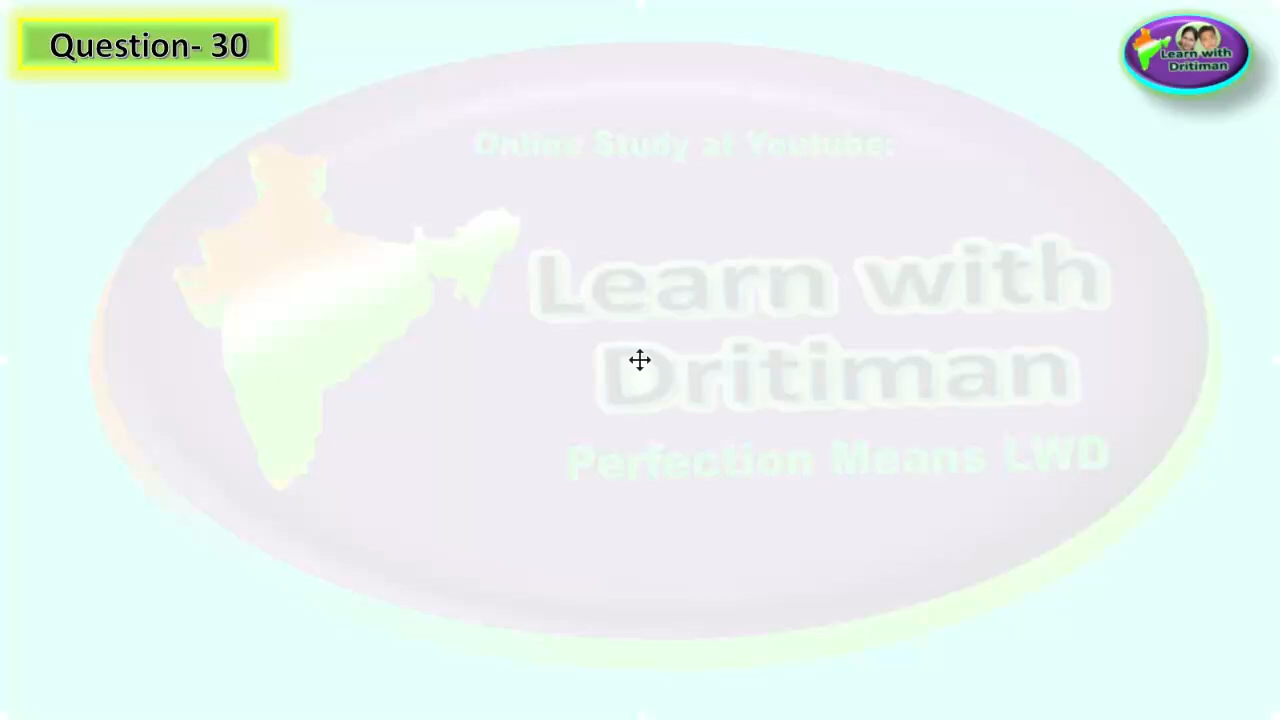 Question- 30
Learn with
Dritiman
Online Study at Youtube:
Learn with
Dritiman
Perfection Means LWD